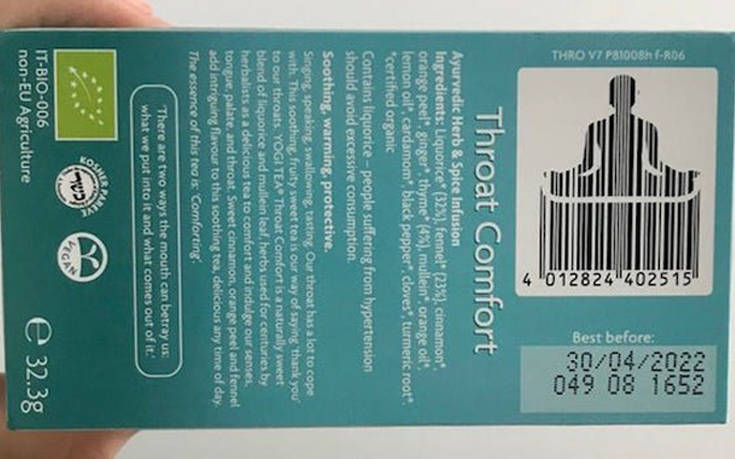 THRO V7 P81008h f-R06
4 012824 402515
Best before:
30/04/2022
049 08 1652
Throat Comfort
Ayurvedic Herb & Spice Infusion
Ingredients: Liquorice* (32%), fennel* (23%), cinnamon*,
orange peel*, ginger*, thyme* (4%), mullein*, orange oil*,
lemon oil*, cardamom*, black pepper*, cloves*, turmeric root*.
*certified organic
Contains liquorice – people suffering from hypertension
should avoid excessive consumption.
Soothing, warming, protective.
Singing, speaking, swallowing, tasting. Our throat has a lot to cope
with. This soothing, fruity sweet tea is our way of saying 'thank you'
to our throats. YOGI TEA® Throat Comfort is a naturally sweet
blend of liquorice and mullein leaf, herbs used for centuries by
herbalists as a delicious tea to comfort and indulge our senses,
tongue, palate, and throat. Sweet cinnamon, orange peel and fennel
add intriguing flavour to this soothing tea, delicious any time of day.
The essence of this tea is: 'Comforting'.
'There are two ways the mouth can betray us:
what we put into it and what comes out of it.'
IT-BIO-006
non-EU Agriculture
KOSHER PAREVE
VEGAN
e 32.3g